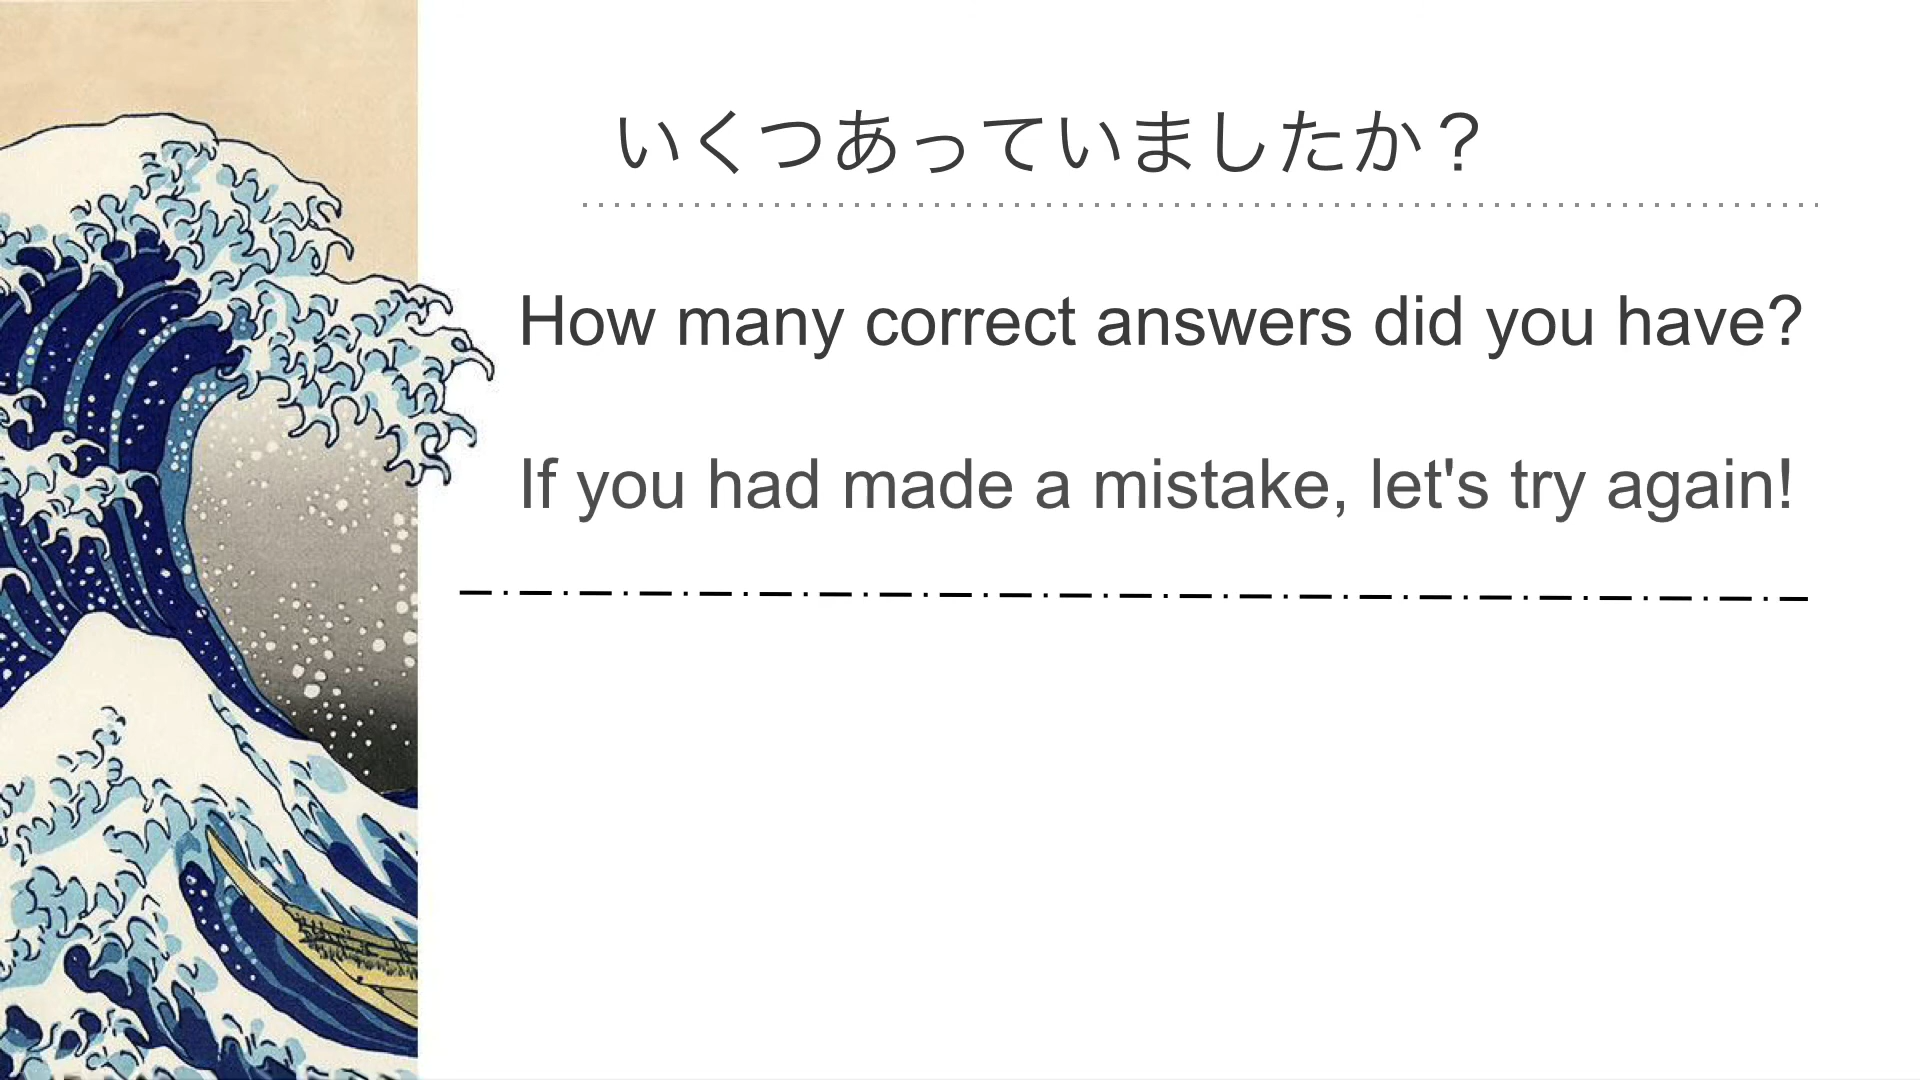 いくつあっていましたか？
How many correct answers did you have?
If you had made a mistake, let's try again!